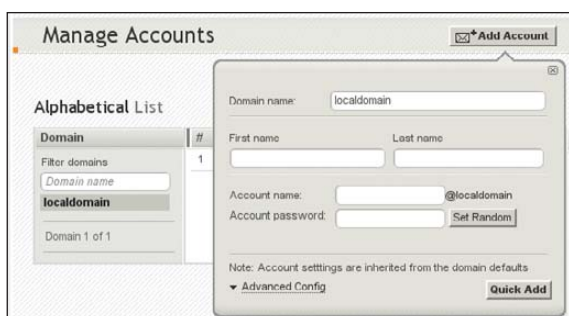 Manage Accounts
Add Account
Alphabetical List
Domain
#
Filter domains
1
Domain name
localdomain
Domain 1 of 1
Domain name:
localdomain
First name
Last name
Account name:
@localdomain
Account password:
Set Random
Note: Account setttings are inherited from the domain defaults
Advanced Config
Quick Add